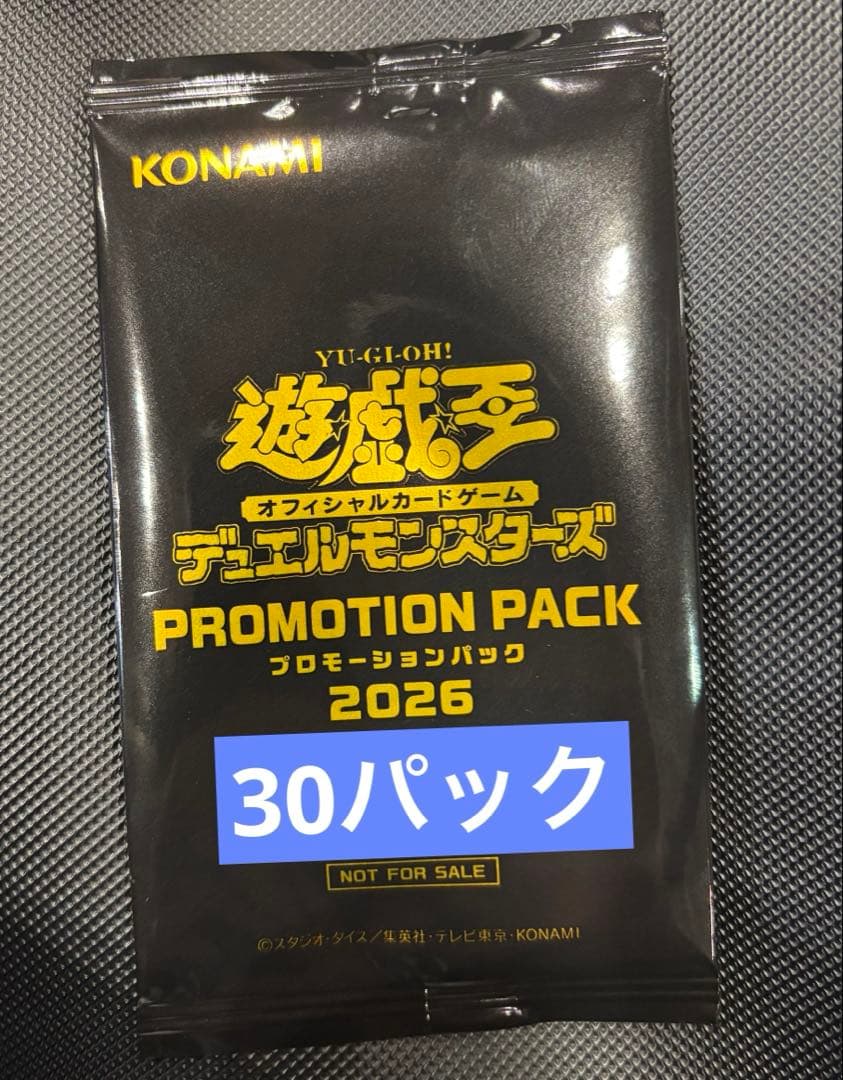 KONAMI
YU-GI-OH!
遊☆戯☆王
オフィシャルカードゲーム
デュエルモンスターズ
PROMOTION PACK
プロモーションパック
2026
30パック
NOT FOR SALE
©スタジオ・ダイス/集英社・テレビ東京・KONAMI